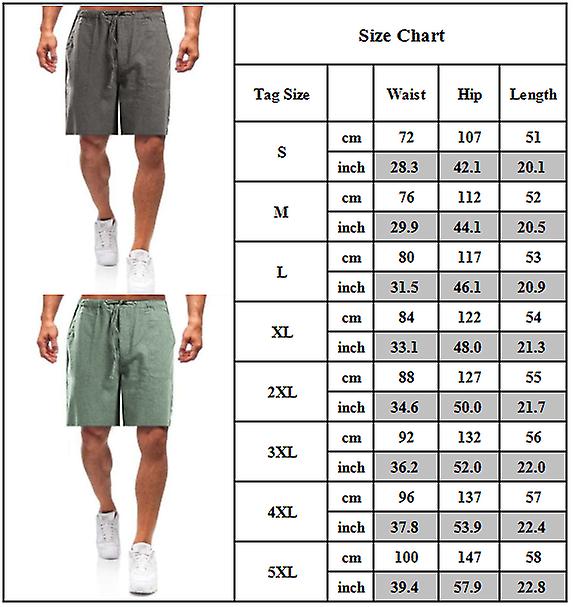 Size Chart
Tag Size Waist Hip Length
S cm 72 107 51
inch 28.3 42.1 20.1
M cm 76 112 52
inch 29.9 44.1 20.5
L cm 80 117 53
inch 31.5 46.1 20.9
XL cm 84 122 54
inch 33.1 48.0 21.3
2XL cm 88 127 55
inch 34.6 50.0 21.7
3XL cm 92 132 56
inch 36.2 52.0 22.0
4XL cm 96 137 57
inch 37.8 53.9 22.4
5XL cm 100 147 58
inch 39.4 57.9 22.8